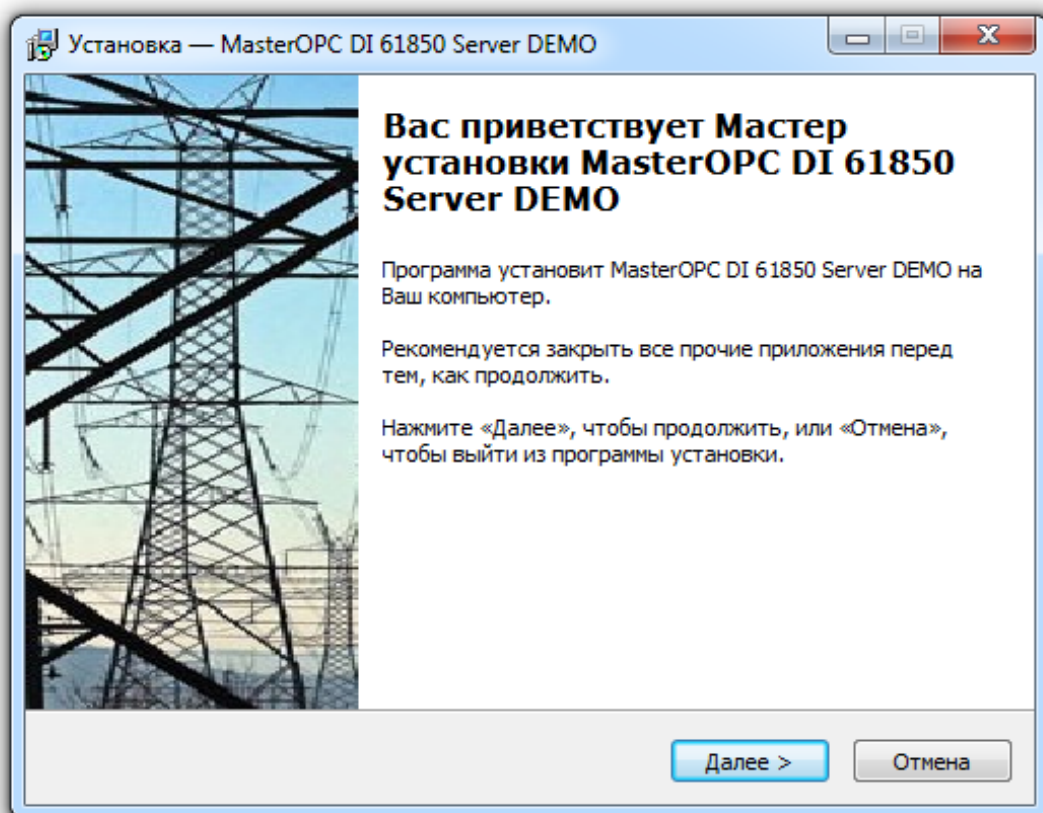 Установка — MasterOPC DI 61850 Server DEMO
Вас приветствует Мастер
установки MasterOPC DI 61850
Server DEMO
Программа установит MasterOPC DI 61850 Server DEMO на
Ваш компьютер.
Рекомендуется закрыть все прочие приложения перед
тем, как продолжить.
Нажмите «Далее», чтобы продолжить, или «Отмена»,
чтобы выйти из программы установки.
Далее >
Отмена